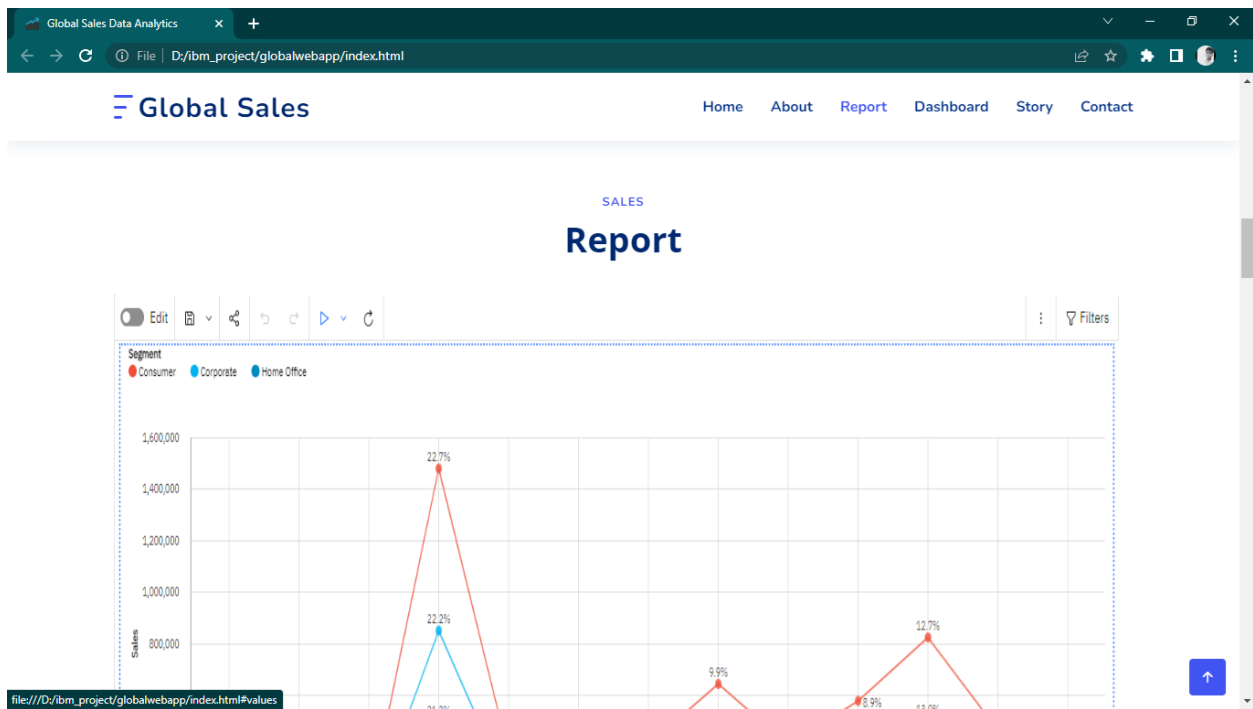 Global Sales Data Analytics
File D:/ibm_project/globalwebapp/index.html
Global Sales Home About Report Dashboard Story Contact
SALES
Report
Edit Filters
Segment
Consumer Corporate Home Office
1,600,000
22.7%
1,400,000
1,200,000
1,000,000
22.2%
12.7%
Sales
800,000
9.9%
8.9%
file:///D:/ibm_project/globalwebapp/index.html#values